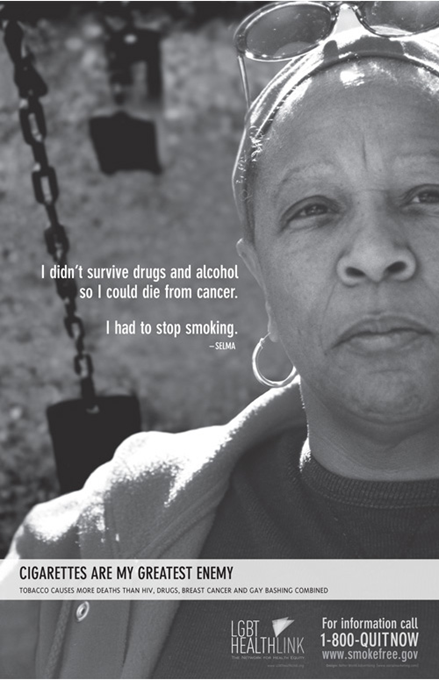 I didn't survive drugs and alcohol
so I could die from cancer.
I had to stop smoking.
–SELMA
CIGARETTES ARE MY GREATEST ENEMY
TOBACCO CAUSES MORE DEATHS THAN HIV, DRUGS, BREAST CANCER AND GAY BASHING COMBINED
LGBT
HEALTHLINK
THE NETWORK FOR HEALTH EQUITY
For information call
1-800-QUITNOW
www.smokefree.gov